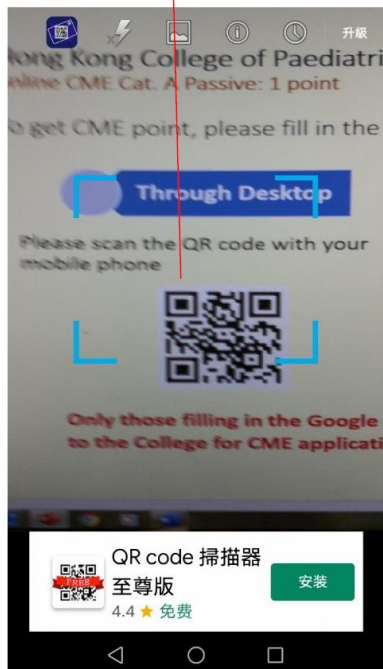 升級
Hong Kong College of Paediatri
online CME Cat. A Passive: 1 point
To get CME point, please fill in the
Through Desktop
Please scan the QR code with your
mobile phone
Only those filling in the Google
to the College for CME applicati
QR code 掃描器
至尊版
FREE
4.4 ★ 免费
安装